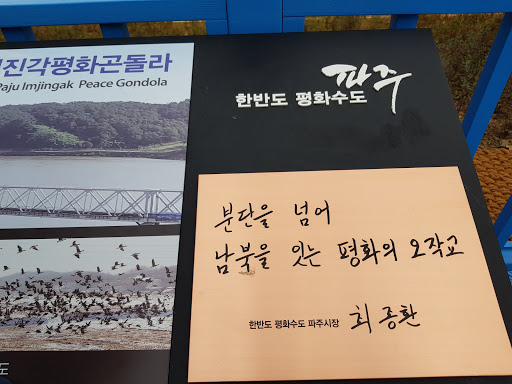 진각평화곤돌라
Paju Imjingak Peace Gondola
한반도 평화수도 파주
분단을 넘어
남북을 잇는 평화의 오작교
한반도 평화수도 파주시장 최종환
도